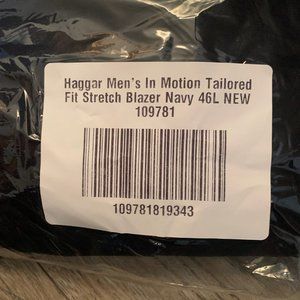 Haggar Men's In Motion Tailored
Fit Stretch Blazer Navy 46L NEW
109781
109781819343